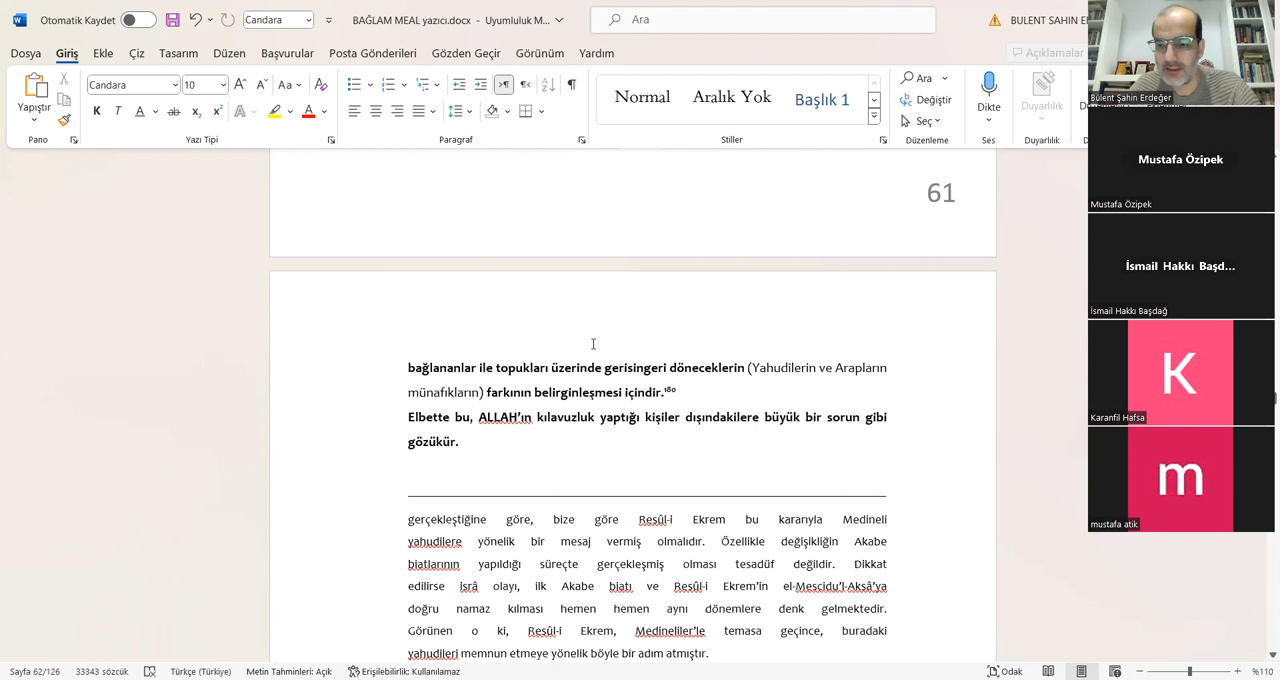 Otomatik Kaydet
Candara
BAĞLAM MEAL yazıcı.docx - Uyumluluk M...
Ara
BULENT SAHIN
Dosya Giriş Ekle Çiz Tasarım Düzen Başvurular Posta Gönderileri Gözden Geçir Görünüm Yardım
Açıklamalar
Yapıştır
Candara 10
Aa
K T A ab x₂ x² A A
Normal Aralık Yok Başlık 1
Ara
Değiştir
Seç
Dikte
Duyarlılık
Pano Yazı Tipi Paragraf Stiller Düzenleme Ses Duyarlılık
61
bağlananlar ile topukları üzerinde gerisingeri döneceklerin (Yahudilerin ve Arapların
münafıkların) farkının belirginleşmesi içindir.¹⁸⁰
Elbette bu, ALLAH’ın kılavuzluk yaptığı kişiler dışındakilere büyük bir sorun gibi
gözükür.
gerçekleştiğine göre, bize göre Resûl-i Ekrem bu kararıyla Medineli
yahudilere yönelik bir mesaj vermiş olmalıdır. Özellikle değişikliğin Akabe
biatlarının yapıldığı süreçte gerçekleşmiş olması tesadüf değildir. Dikkat
edilirse isrâ olayı, ilk Akabe biatı ve Resûl-i Ekrem’in el-Mescidu’l-Aksâ’ya
doğru namaz kılması hemen hemen aynı dönemlere denk gelmektedir.
Görünen o ki, Resûl-i Ekrem, Medineliler’le temasa geçince, buradaki
yahudileri memnun etmeye yönelik böyle bir adım atmıştır.
Sayfa 62/126 33343 sözcük Türkçe (Türkiye) Metin Tahminleri: Açık Erişilebilirlik: Kullanılamaz
Odak
%110
Bülent Şahin Erdeğer
Mustafa Özipek
Mustafa Özipek
İsmail Hakkı Başd...
İsmail Hakkı Başdağ
K
Karanfil Hafsa
m
mustafa atik